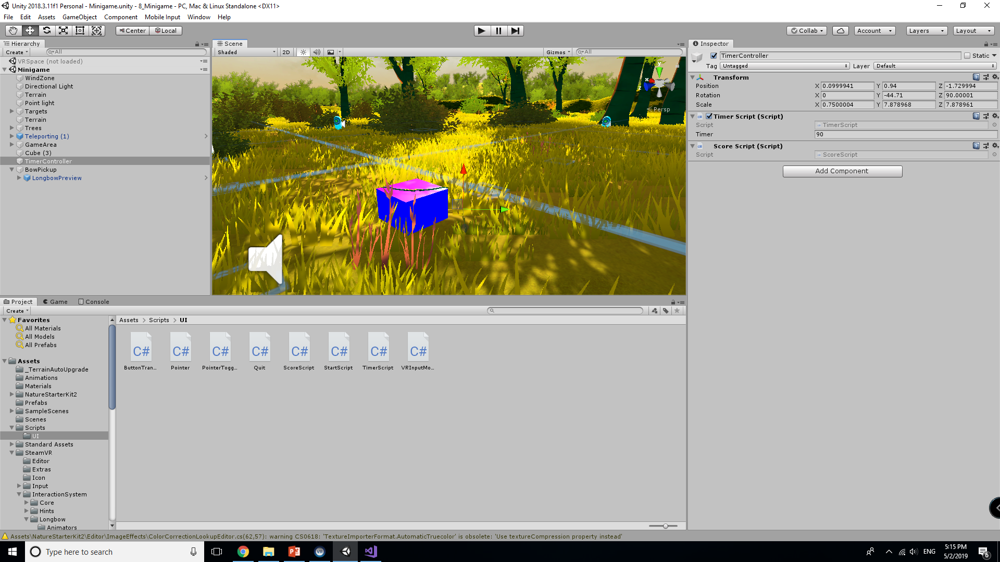 Unity 2018.3.11f1 Personal - Minigame.unity - 8_Minigame - PC, Mac & Linux Standalone <DX11>
File Edit Assets GameObject Component Mobile Input Window Help
Center Local Collab Account Layers Layout
Hierarchy
Create All
VRSpace (not loaded)
Minigame
WindZone
Directional Light
Terrain
Point light
Targets
Terrain
Trees
Teleporting (1)
GameArea
Cube (3)
TimerController
BowPickup
LongbowPreview
Scene
Shaded 2D Gizmos All
y
x
z
Persp
Inspector
TimerController Static
Tag Untagged Layer Default
Transform
Position X 0.0999941 Y 0.94 Z -1.729994
Rotation X 0 Y -44.71 Z 90.00001
Scale X 0.7500004 Y 7.878968 Z 7.878961
Timer Script (Script)
Script TimerScript
Timer 90
Score Script (Script)
Script ScoreScript
Add Component
Project Game Console
Create
Favorites
All Materials
All Models
All Prefabs
Assets
_TerrainAutoUpgrade
Animations
Materials
NatureStarterKit2
Prefabs
SampleScenes
Scenes
Scripts
UI
Standard Assets
SteamVR
Editor
Extras
Icon
Input
InteractionSystem
Core
Hints
Longbow
Animators
Assets > Scripts > UI
C# C# C# C# C# C# C# C#
ButtonTran... Pointer PointerTogg... Quit ScoreScript StartScript TimerScript VRInputMo...
Assets\NatureStarterKit2\Editor\ImageEffects\ColorCorrectionLookupEditor.cs(62,57): warning CS0618: 'TextureImporterFormat.AutomaticTruecolor' is obsolete: 'Use textureCompression property instead'
Type here to search
VR
ENG
5:15 PM
5/2/2019
6